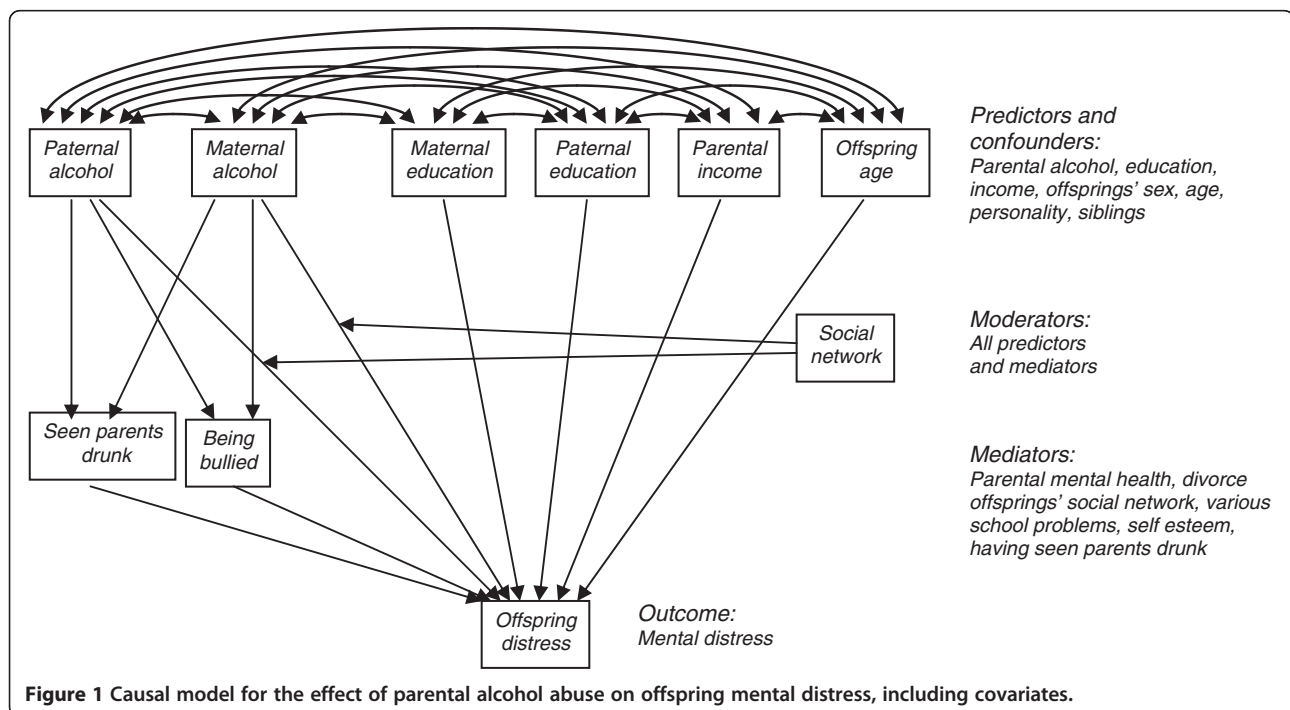 Paternal
alcohol
Maternal
alcohol
Maternal
education
Paternal
education
Parental
income
Offspring
age
Predictors and
confounders:
Parental alcohol, education,
income, offsprings' sex, age,
personality, siblings
Social
network
Moderators:
All predictors
and mediators
Seen parents
drunk
Being
bullied
Mediators:
Parental mental health, divorce
offsprings' social network, various
school problems, self esteem,
having seen parents drunk
Offspring
distress
Outcome:
Mental distress
Figure 1 Causal model for the effect of parental alcohol abuse on offspring mental distress, including covariates.